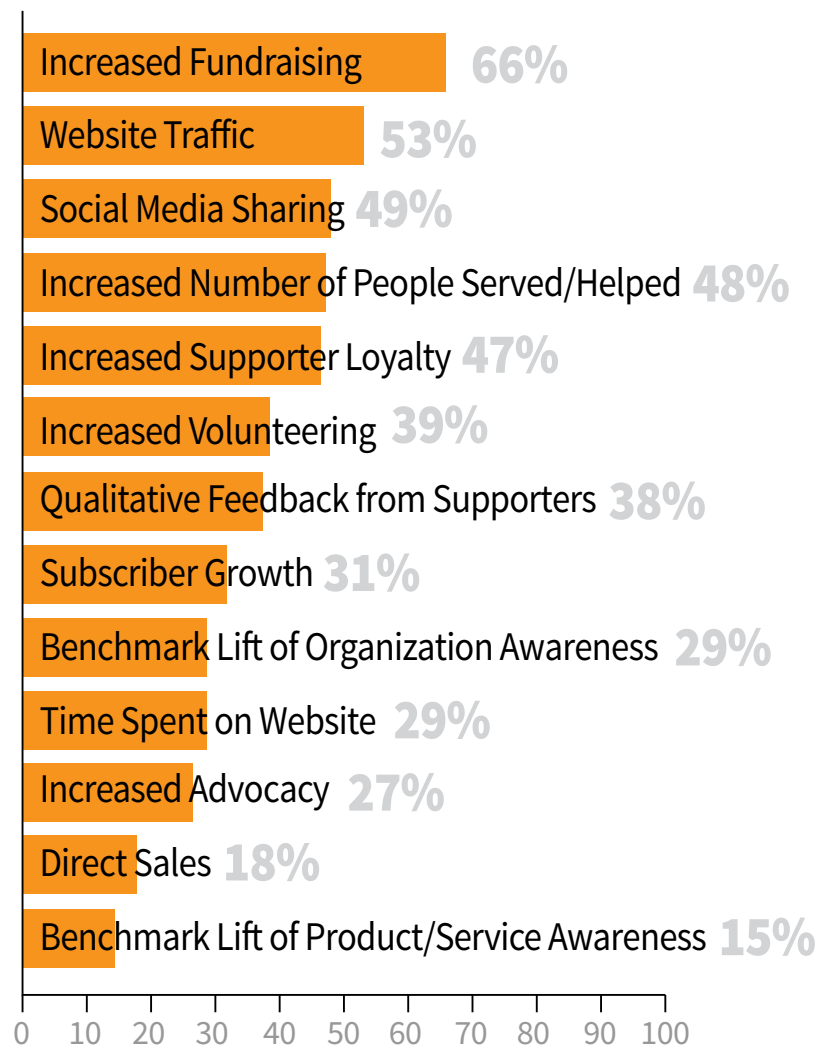 Increased Fundraising 66%
Website Traffic 53%
Social Media Sharing 49%
Increased Number of People Served/Helped 48%
Increased Supporter Loyalty 47%
Increased Volunteering 39%
Qualitative Feedback from Supporters 38%
Subscriber Growth 31%
Benchmark Lift of Organization Awareness 29%
Time Spent on Website 29%
Increased Advocacy 27%
Direct Sales 18%
Benchmark Lift of Product/Service Awareness 15%
0 10 20 30 40 50 60 70 80 90 100